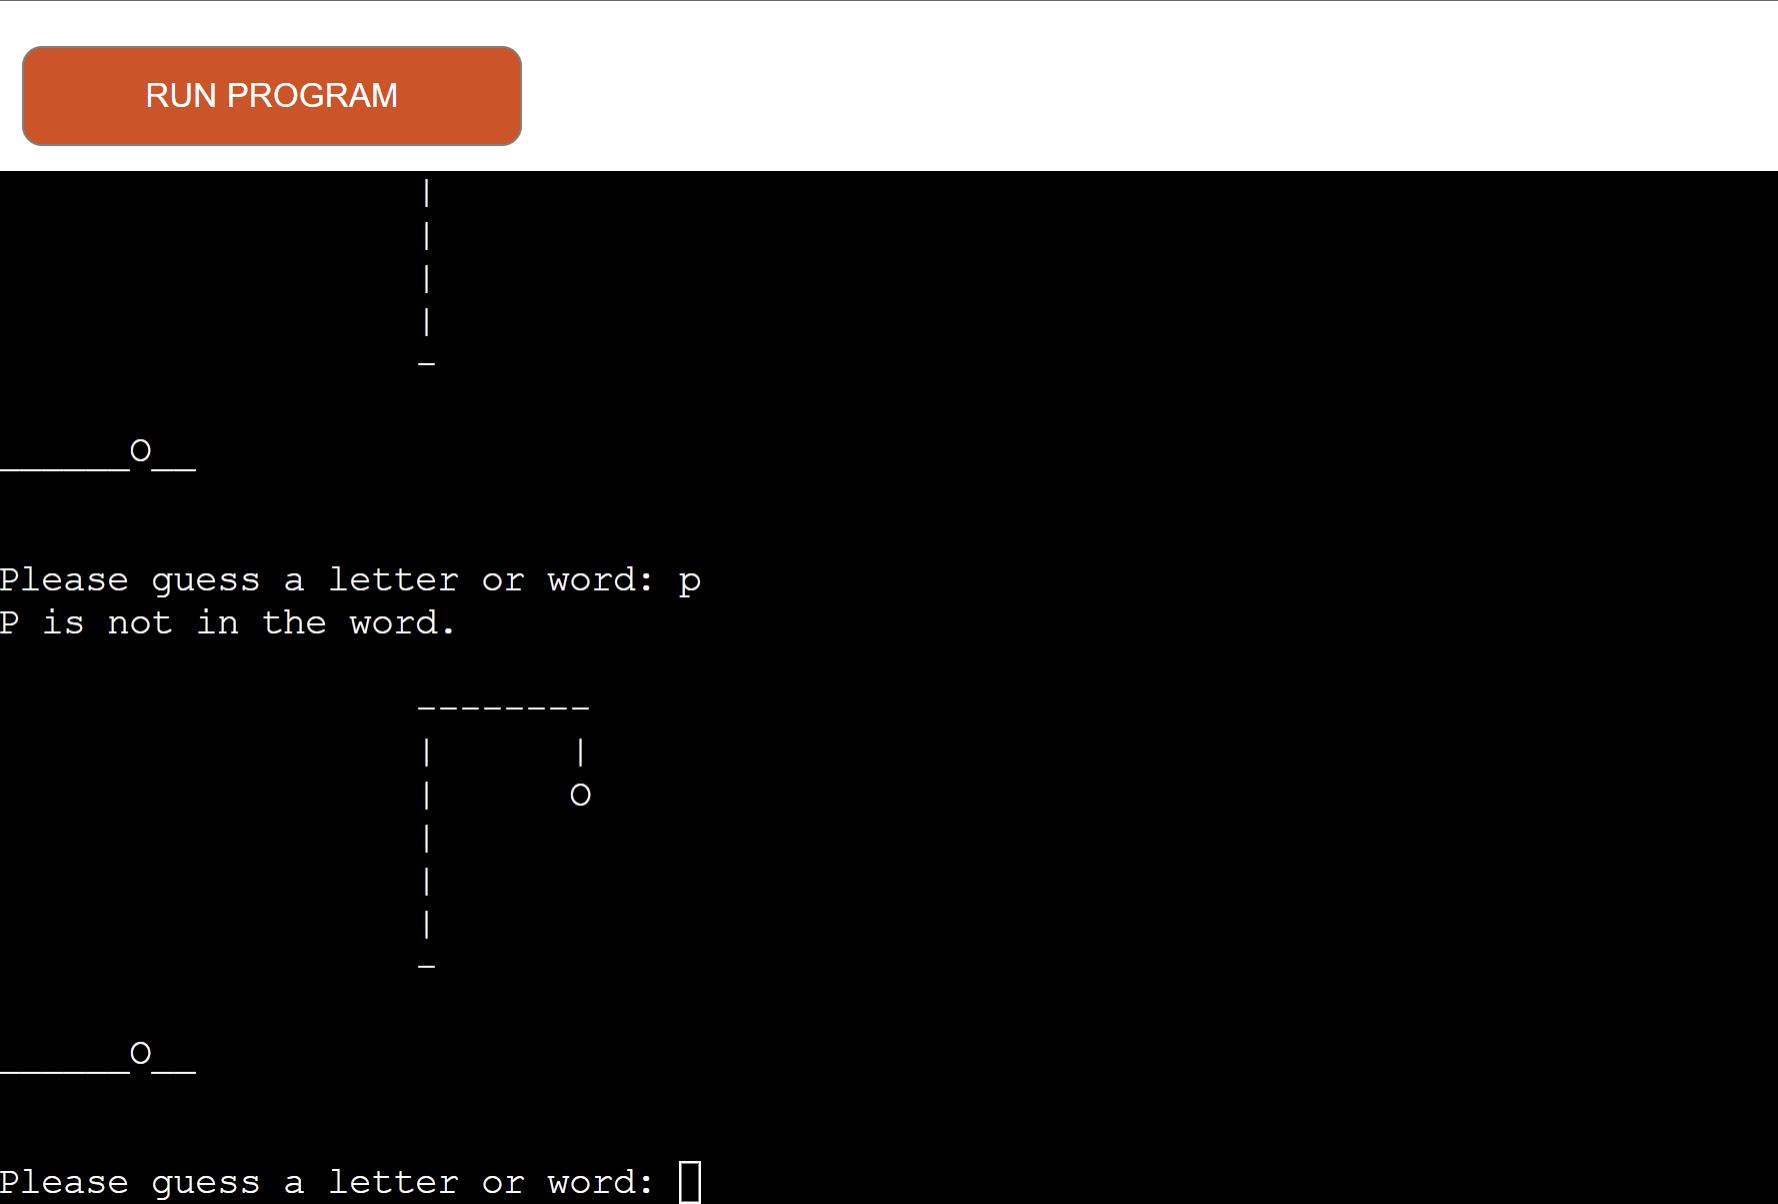 RUN PROGRAM
|
|
|
|
-
______O__
Please guess a letter or word: p
P is not in the word.
--------
|       |
|       O
|
|
|
-
______O__
Please guess a letter or word: